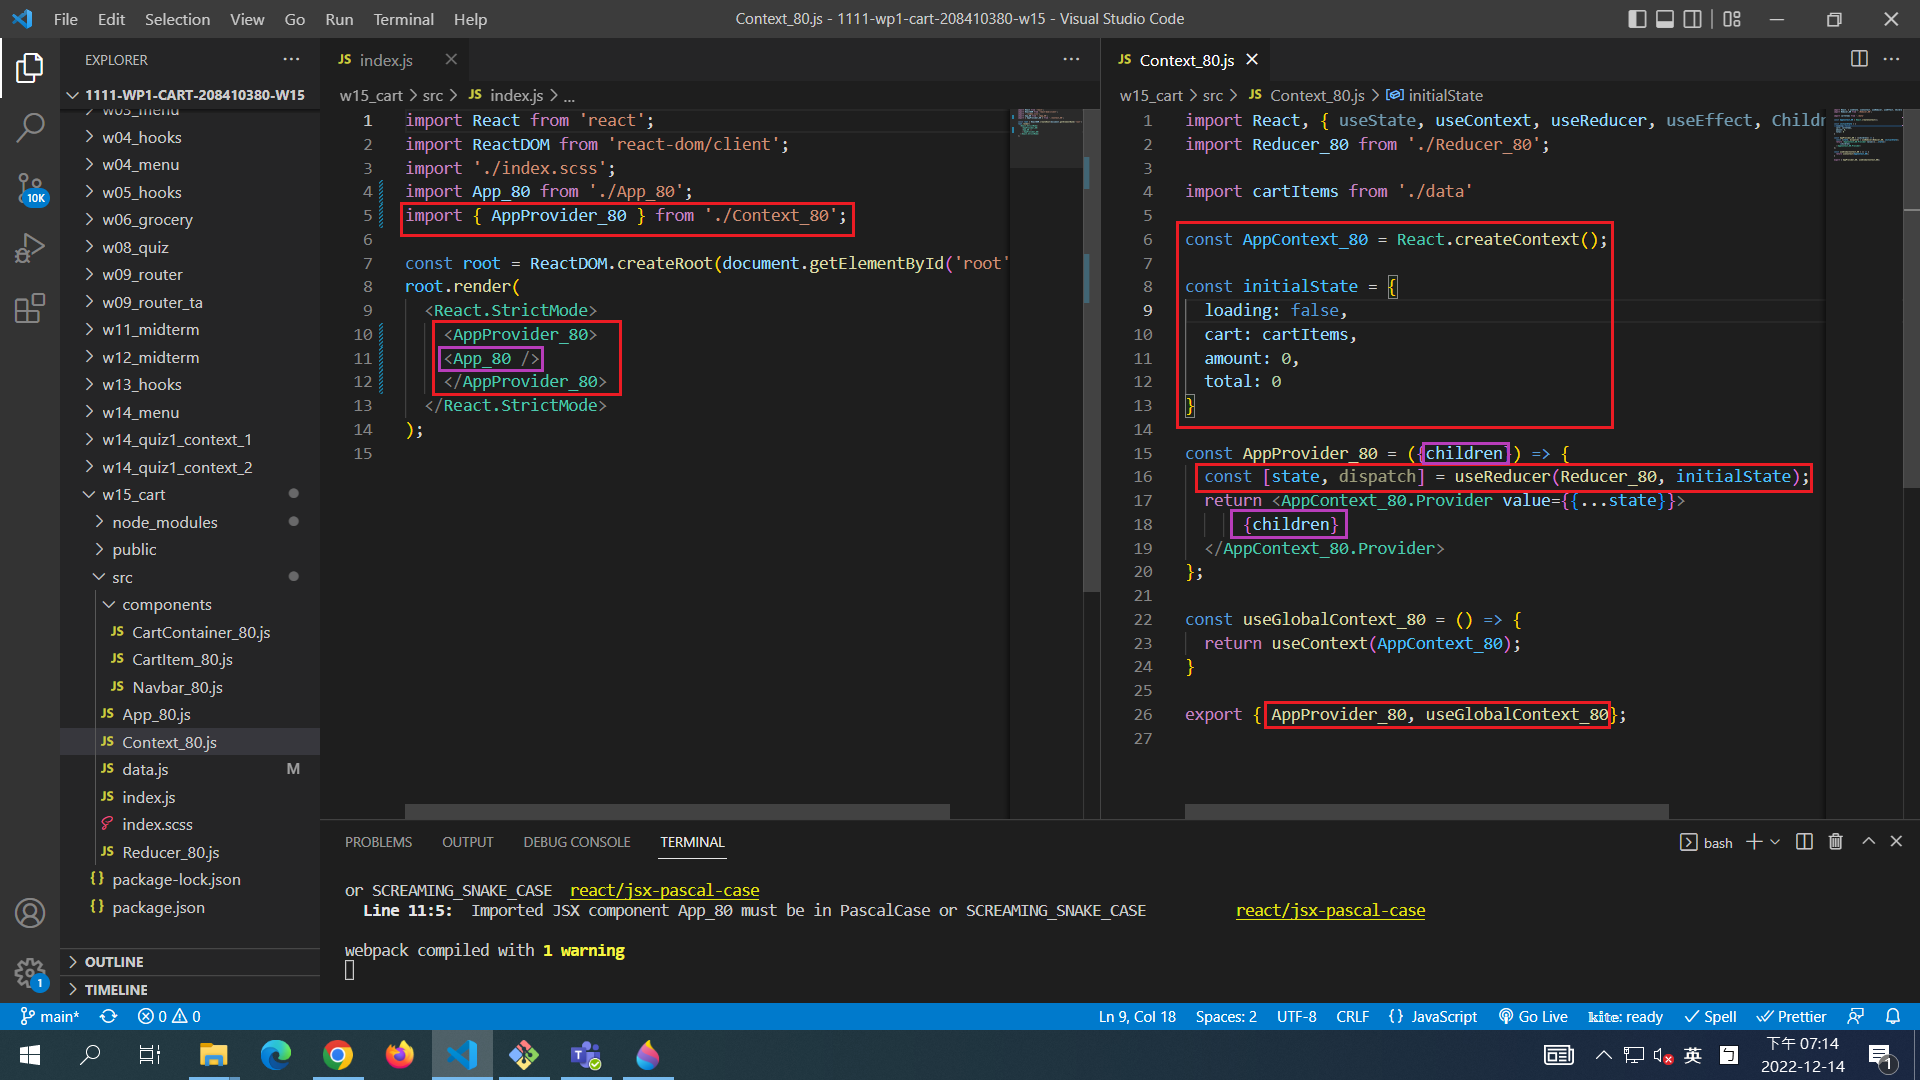 File Edit Selection View Go Run Terminal Help
Context_80.js - 1111-wp1-cart-208410380-w15 - Visual Studio Code
EXPLORER
1111-WP1-CART-208410380-W15
w03_menu
w04_hooks
w04_menu
w05_hooks
w06_grocery
w08_quiz
w09_router
w09_router_ta
w11_midterm
w12_midterm
w13_hooks
w14_menu
w14_quiz1_context_1
w14_quiz1_context_2
w15_cart
node_modules
public
src
components
JS CartContainer_80.js
JS CartItem_80.js
JS Navbar_80.js
JS App_80.js
JS Context_80.js
JS data.js M
JS index.js
index.scss
JS Reducer_80.js
{} package-lock.json
{} package.json
OUTLINE
TIMELINE
10K
1
JS index.js
w15_cart > src > JS index.js > ...
1 import React from 'react';
2 import ReactDOM from 'react-dom/client';
3 import './index.scss';
4 import App_80 from './App_80';
5 import { AppProvider_80 } from './Context_80';
6
7 const root = ReactDOM.createRoot(document.getElementById('root'
8 root.render(
9 <React.StrictMode>
10 <AppProvider_80>
11 <App_80 />
12 </AppProvider_80>
13 </React.StrictMode>
14 );
15
JS Context_80.js
w15_cart > src > JS Context_80.js > initialState
1 import React, { useState, useContext, useReducer, useEffect, Childr
2 import Reducer_80 from './Reducer_80';
3
4 import cartItems from './data'
5
6 const AppContext_80 = React.createContext();
7
8 const initialState = {
9 loading: false,
10 cart: cartItems,
11 amount: 0,
12 total: 0
13 }
14
15 const AppProvider_80 = ({children}) => {
16 const [state, dispatch] = useReducer(Reducer_80, initialState);
17 return <AppContext_80.Provider value={{...state}}>
18 {children}
19 </AppContext_80.Provider>
20 };
21
22 const useGlobalContext_80 = () => {
23 return useContext(AppContext_80);
24 }
25
26 export { AppProvider_80, useGlobalContext_80};
27
PROBLEMS OUTPUT DEBUG CONSOLE TERMINAL
bash
or SCREAMING_SNAKE_CASE react/jsx-pascal-case
Line 11:5: Imported JSX component App_80 must be in PascalCase or SCREAMING_SNAKE_CASE react/jsx-pascal-case
webpack compiled with 1 warning
main* 0 0
Ln 9, Col 18 Spaces: 2 UTF-8 CRLF {} JavaScript Go Live kite: ready Spell Prettier
英 下午 07:14
2022-12-14
1